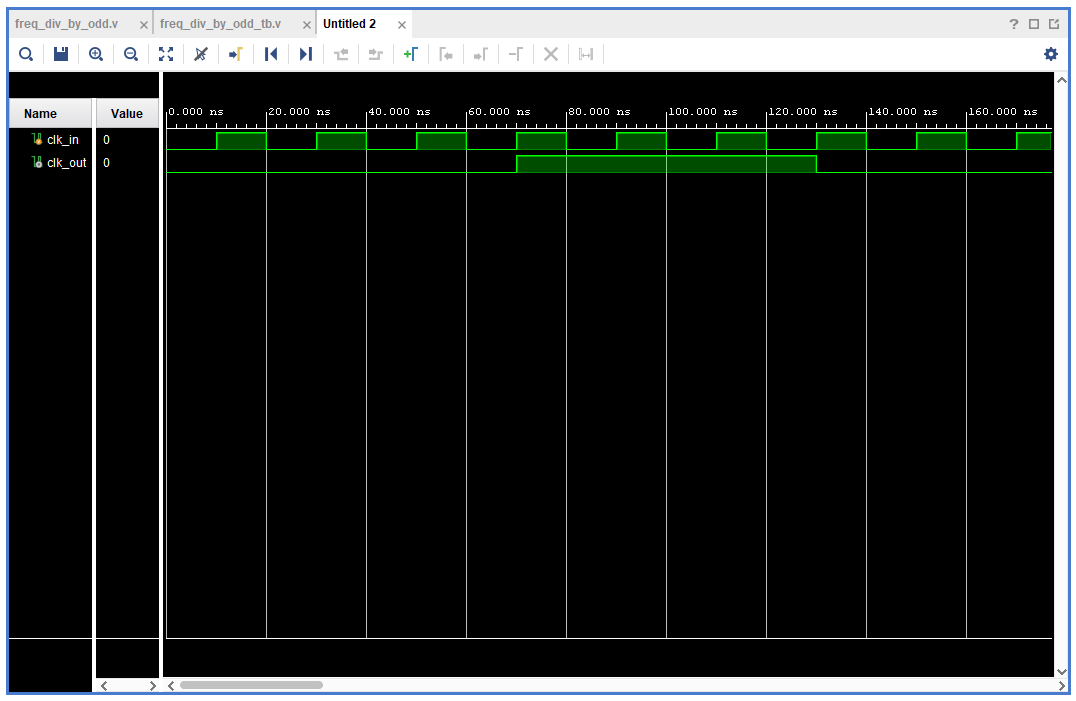 freq_div_by_odd.v × freq_div_by_odd_tb.v × Untitled 2 × ?
Name Value 0.000 ns 20.000 ns 40.000 ns 60.000 ns 80.000 ns 100.000 ns 120.000 ns 140.000 ns 160.000 ns
clk_in 0
clk_out 0